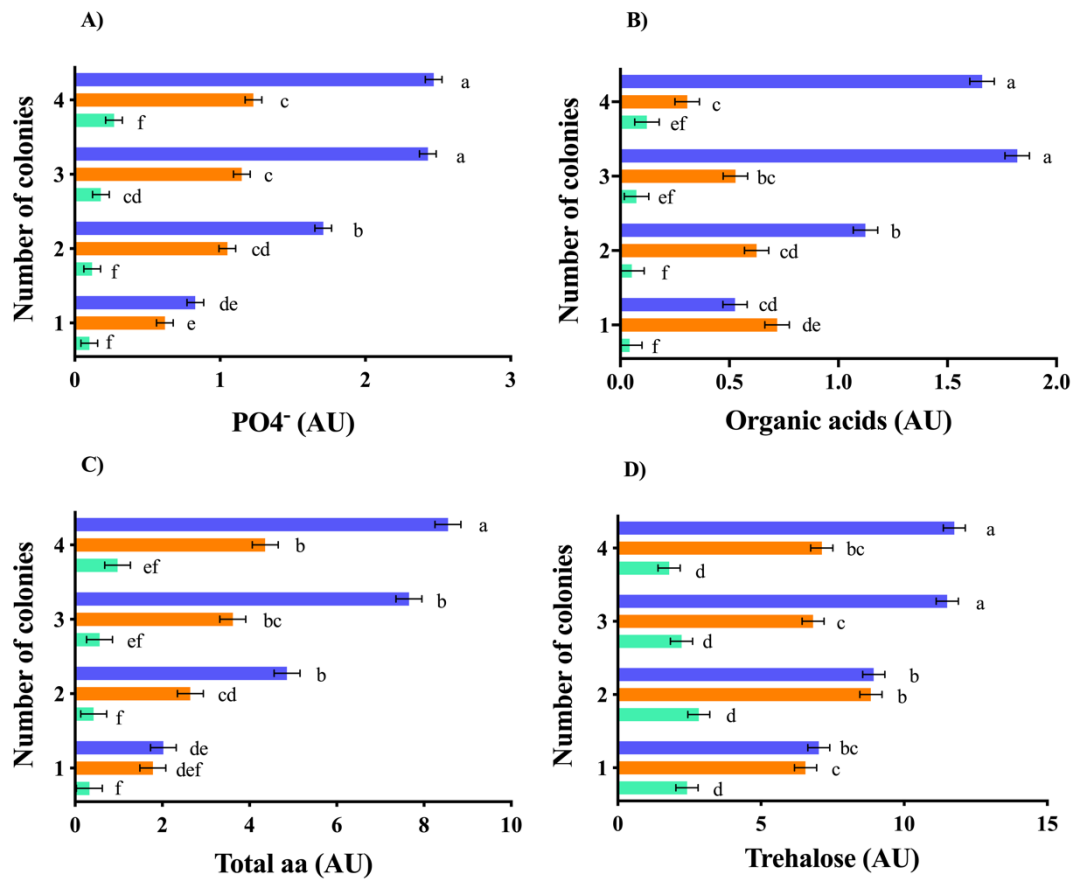 A)
Number of colonies
4
3
2
1
a
c
f
a
c
cd
b
cd
f
de
e
f
0 1 2 3
PO4⁻ (AU)
B)
Number of colonies
4
3
2
1
a
c
ef
a
bc
ef
b
cd
f
cd
de
f
0.0 0.5 1.0 1.5 2.0
Organic acids (AU)
C)
Number of colonies
4
3
2
1
a
b
ef
b
bc
ef
b
cd
f
de
def
f
0 2 4 6 8 10
Total aa (AU)
D)
Number of colonies
4
3
2
1
a
bc
d
a
c
d
b
b
d
bc
c
d
0 5 10 15
Trehalose (AU)